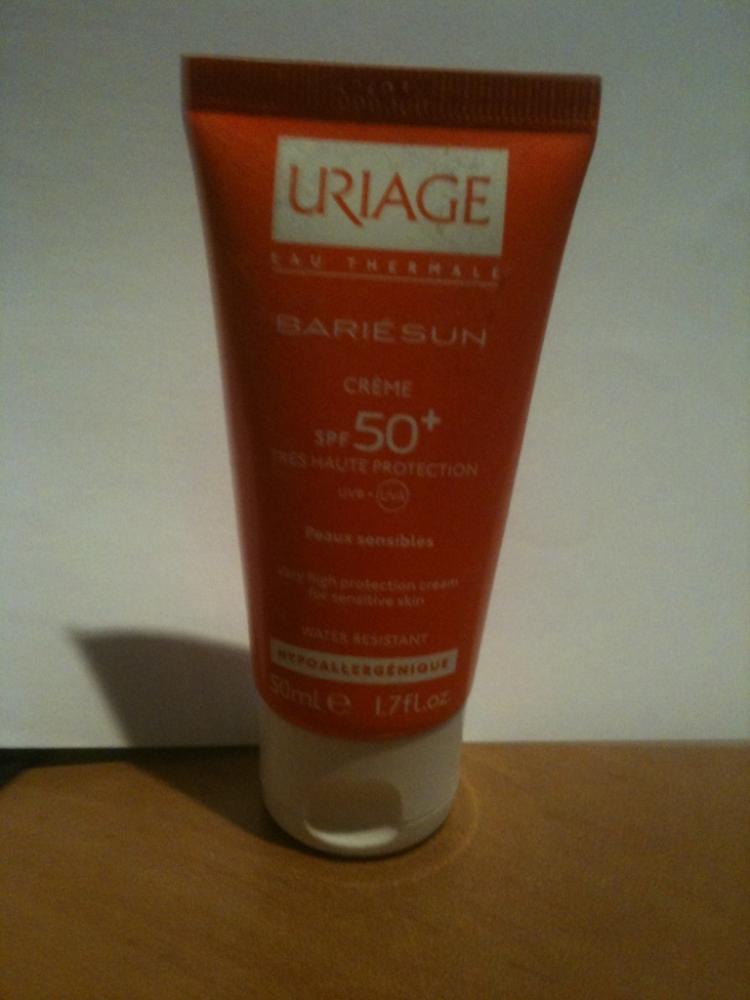 URIAGE
EAU THERMALE
BARIÉSUN
CRÈME
SPF 50+
TRÈS HAUTE PROTECTION
UVB + UVA
Peaux sensibles
Very high protection cream
for sensitive skin
WATER RESISTANT
HYPOALLERGÉNIQUE
50ml e 1.7fl.oz.